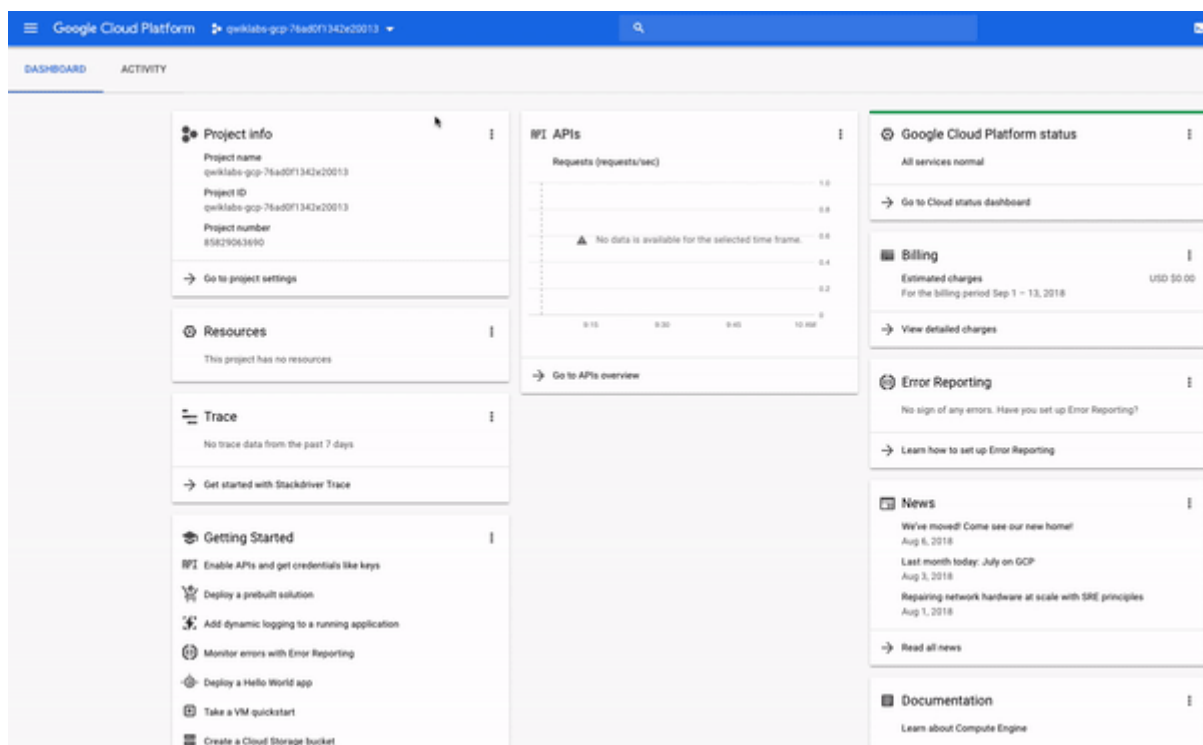 Google Cloud Platform qwiklabs-gcp-76ad0f1342e20013
DASHBOARD ACTIVITY
Project info
Project name
qwiklabs-gcp-76ad0f1342e20013
Project ID
qwiklabs-gcp-76ad0f1342e20013
Project number
85829063690
Go to project settings
Resources
This project has no resources
Trace
No trace data from the past 7 days
Get started with Stackdriver Trace
Getting Started
API Enable APIs and get credentials like keys
Deploy a prebuilt solution
Add dynamic logging to a running application
Monitor errors with Error Reporting
Deploy a Hello World app
Take a VM quickstart
Create a Cloud Storage bucket
API APIs
Requests (requests/sec)
1.0
0.8
No data is available for the selected time frame. 0.6
0.4
0.2
0
9:15 9:30 9:45 10 AM
Go to APIs overview
Google Cloud Platform status
All services normal
Go to Cloud status dashboard
Billing
Estimated charges USD $0.00
For the billing period Sep 1 – 13, 2018
View detailed charges
Error Reporting
No sign of any errors. Have you set up Error Reporting?
Learn how to set up Error Reporting
News
We've moved! Come see our new home!
Aug 6, 2018
Last month today: July on GCP
Aug 3, 2018
Repairing network hardware at scale with SRE principles
Aug 1, 2018
Read all news
Documentation
Learn about Compute Engine